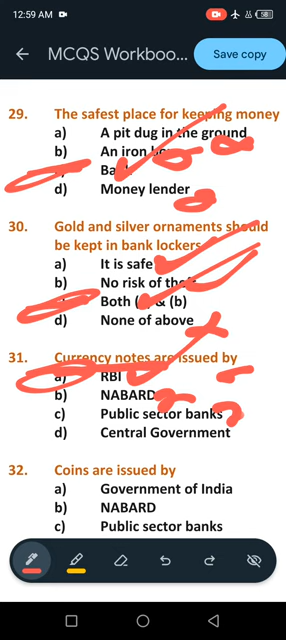 12:59 AM
58
MCQS Workboo...
Save copy
29. The safest place for keeping money
a) A pit dug in the ground
b) An iron
Ba
d) Money lender
30. Gold and silver ornaments should
be kept in bank lockers
a) It is safe
b) No risk of theft
Both (a) & (b)
d) None of above
31. Currency notes are issued by
a) RBI
b) NABARD
c) Public sector banks
d) Central Government
32. Coins are issued by
a) Government of India
b) NABARD
c) Public sector banks